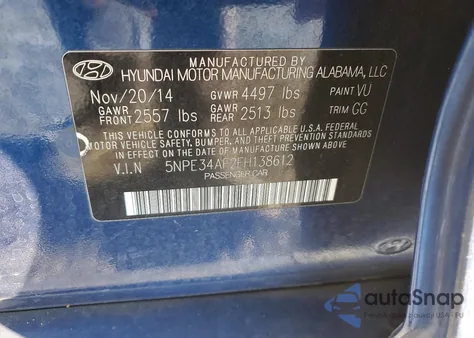 MANUFACTURED BY
HYUNDAI MOTOR MANUFACTURING ALABAMA, LLC
Nov/20/14 GVWR 4497 lbs PAINT VU
GAWR FRONT 2557 lbs GAWR REAR 2513 lbs TRIM GG
THIS VEHICLE CONFORMS TO ALL APPLICABLE U.S.A. FEDERAL
MOTOR VEHICLE SAFETY, BUMPER, AND THEFT PREVENTION
STANDARDS IN EFFECT ON THE DATE OF MANUFACTURE SHOWN ABOVE
V.I.N 5NPE34AF2FH138612
PASSENGER CAR
autoSnap
USA - PL